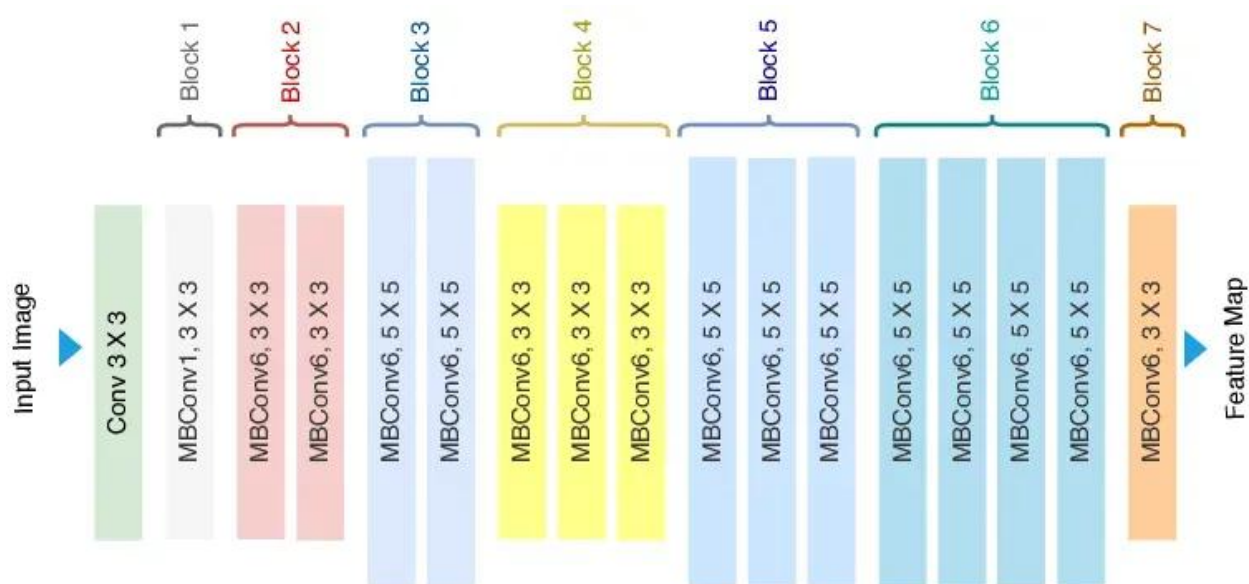 Block 1
Block 2
Block 3
Block 4
Block 5
Block 6
Block 7
Input Image
Conv 3 X 3
MBConv1, 3 X 3
MBConv6, 3 X 3
MBConv6, 3 X 3
MBConv6, 5 X 5
MBConv6, 5 X 5
MBConv6, 3 X 3
MBConv6, 3 X 3
MBConv6, 3 X 3
MBConv6, 5 X 5
MBConv6, 5 X 5
MBConv6, 5 X 5
MBConv6, 5 X 5
MBConv6, 5 X 5
MBConv6, 5 X 5
MBConv6, 5 X 5
MBConv6, 3 X 3
Feature Map